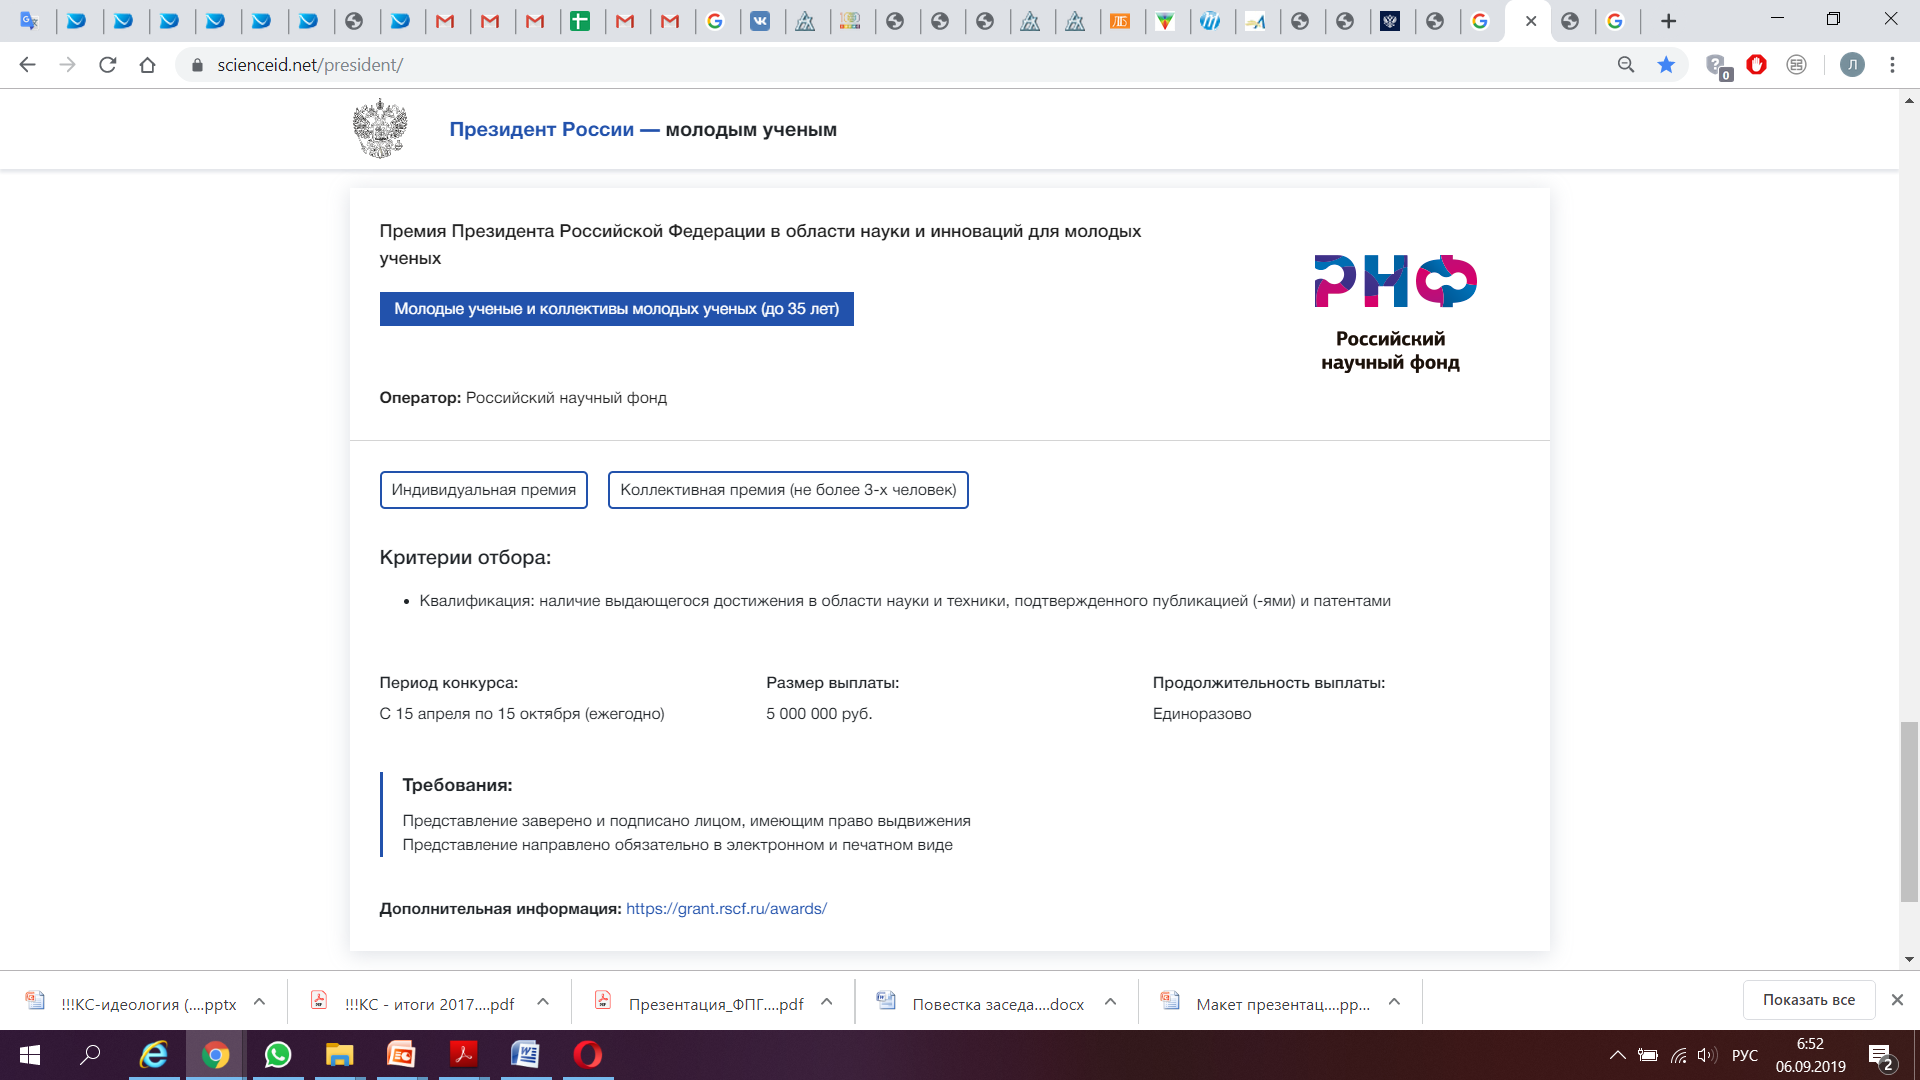 scienceid.net/president/
0
Л
Президент России — молодым ученым
Премия Президента Российской Федерации в области науки и инноваций для молодых
ученых
Молодые ученые и коллективы молодых ученых (до 35 лет)
РНФ
Российский
научный фонд
Оператор: Российский научный фонд
Индивидуальная премия
Коллективная премия (не более 3-х человек)
Критерии отбора:
Квалификация: наличие выдающегося достижения в области науки и техники, подтвержденного публикацией (-ями) и патентами
Период конкурса:
С 15 апреля по 15 октября (ежегодно)
Размер выплаты:
5 000 000 руб.
Продолжительность выплаты:
Единоразово
Требования:
Представление заверено и подписано лицом, имеющим право выдвижения
Представление направлено обязательно в электронном и печатном виде
Дополнительная информация: https://grant.rscf.ru/awards/
!!!КС-идеология (....pptx
!!!КС - итоги 2017....pdf
Презентация_ФПГ....pdf
Повестка заседа....docx
Макет презентац....pp...
Показать все
РУС
6:52
06.09.2019
2